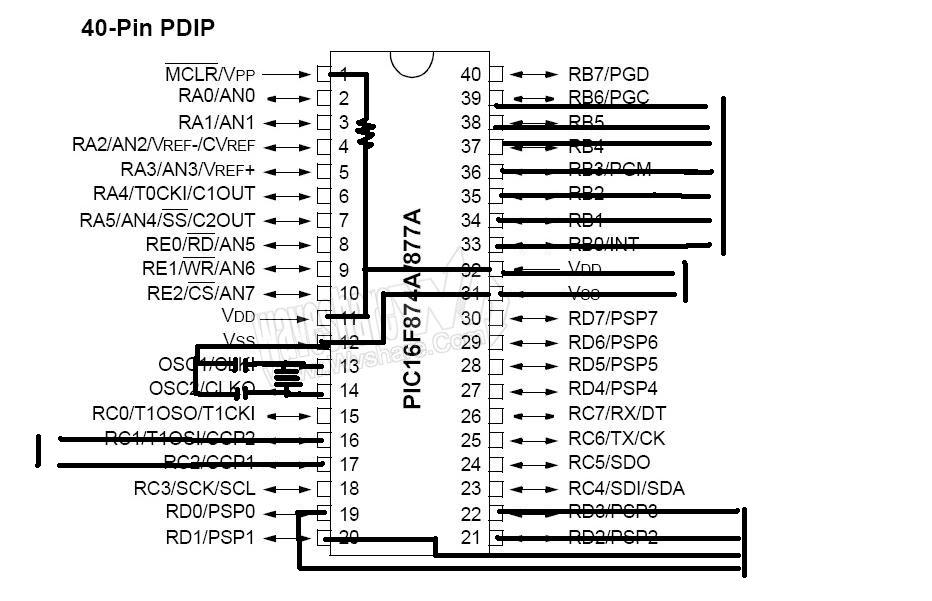 40-Pin PDIP
MCLR/VPP 1 40 RB7/PGD
RA0/AN0 2 39 RB6/PGC
RA1/AN1 3 38 RB5
RA2/AN2/VREF-/CVREF 4 37 RB4
RA3/AN3/VREF+ 5 36 RB3/PGM
RA4/T0CKI/C1OUT 6 35 RB2
RA5/AN4/SS/C2OUT 7 34 RB1
RE0/RD/AN5 8 33 RB0/INT
RE1/WR/AN6 9 32 VDD
RE2/CS/AN7 10 31 VSS
VDD 11 30 RD7/PSP7
VSS 12 29 RD6/PSP6
OSC1/CLKI 13 28 RD5/PSP5
OSC2/CLKO 14 27 RD4/PSP4
RC0/T1OSO/T1CKI 15 26 RC7/RX/DT
RC1/T1OSI/CCP2 16 25 RC6/TX/CK
RC2/CCP1 17 24 RC5/SDO
RC3/SCK/SCL 18 23 RC4/SDI/SDA
RD0/PSP0 19 22 RD3/PSP3
RD1/PSP1 20 21 RD2/PSP2
PIC16F874A/877A